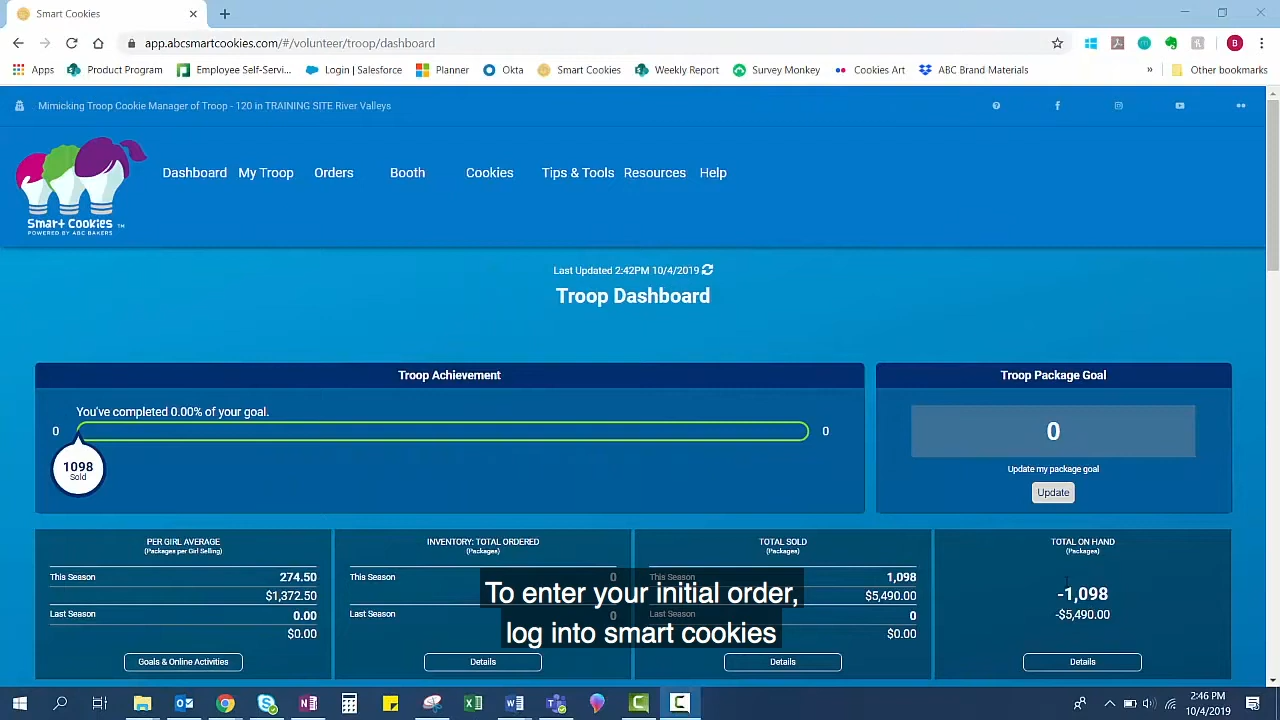 Smart Cookies
app.abcsmartcookies.com/#/volunteer/troop/dashboard
B
Apps Product Program Employee Self-Servi... Login | Salesforce Planner Okta Smart Cookies Weekly Report Survey Monkey Cookies Art ABC Brand Materials » Other bookmarks
Mimicking Troop Cookie Manager of Troop - 120 in TRAINING SITE River Valleys
Dashboard My Troop Orders Booth Cookies Tips & Tools Resources Help
Smart Cookies ™
POWERED BY ABC BAKERS
Last Updated 2:42PM 10/4/2019
Troop Dashboard
Troop Achievement
You've completed 0.00% of your goal.
0 0
1098
Sold
Troop Package Goal
0
Update my package goal
Update
PER GIRL AVERAGE
(Packages per Girl Selling)
This Season 274.50
$1,372.50
Last Season 0.00
$0.00
Goals & Online Activities
INVENTORY: TOTAL ORDERED
(Packages)
This Season 0
Last Season 0
Details
TOTAL SOLD
(Packages)
This Season 1,098
$5,490.00
Last Season 0
$0.00
Details
TOTAL ON HAND
(Packages)
-1,098
-$5,490.00
Details
To enter your initial order,
log into smart cookies
2:46 PM
10/4/2019